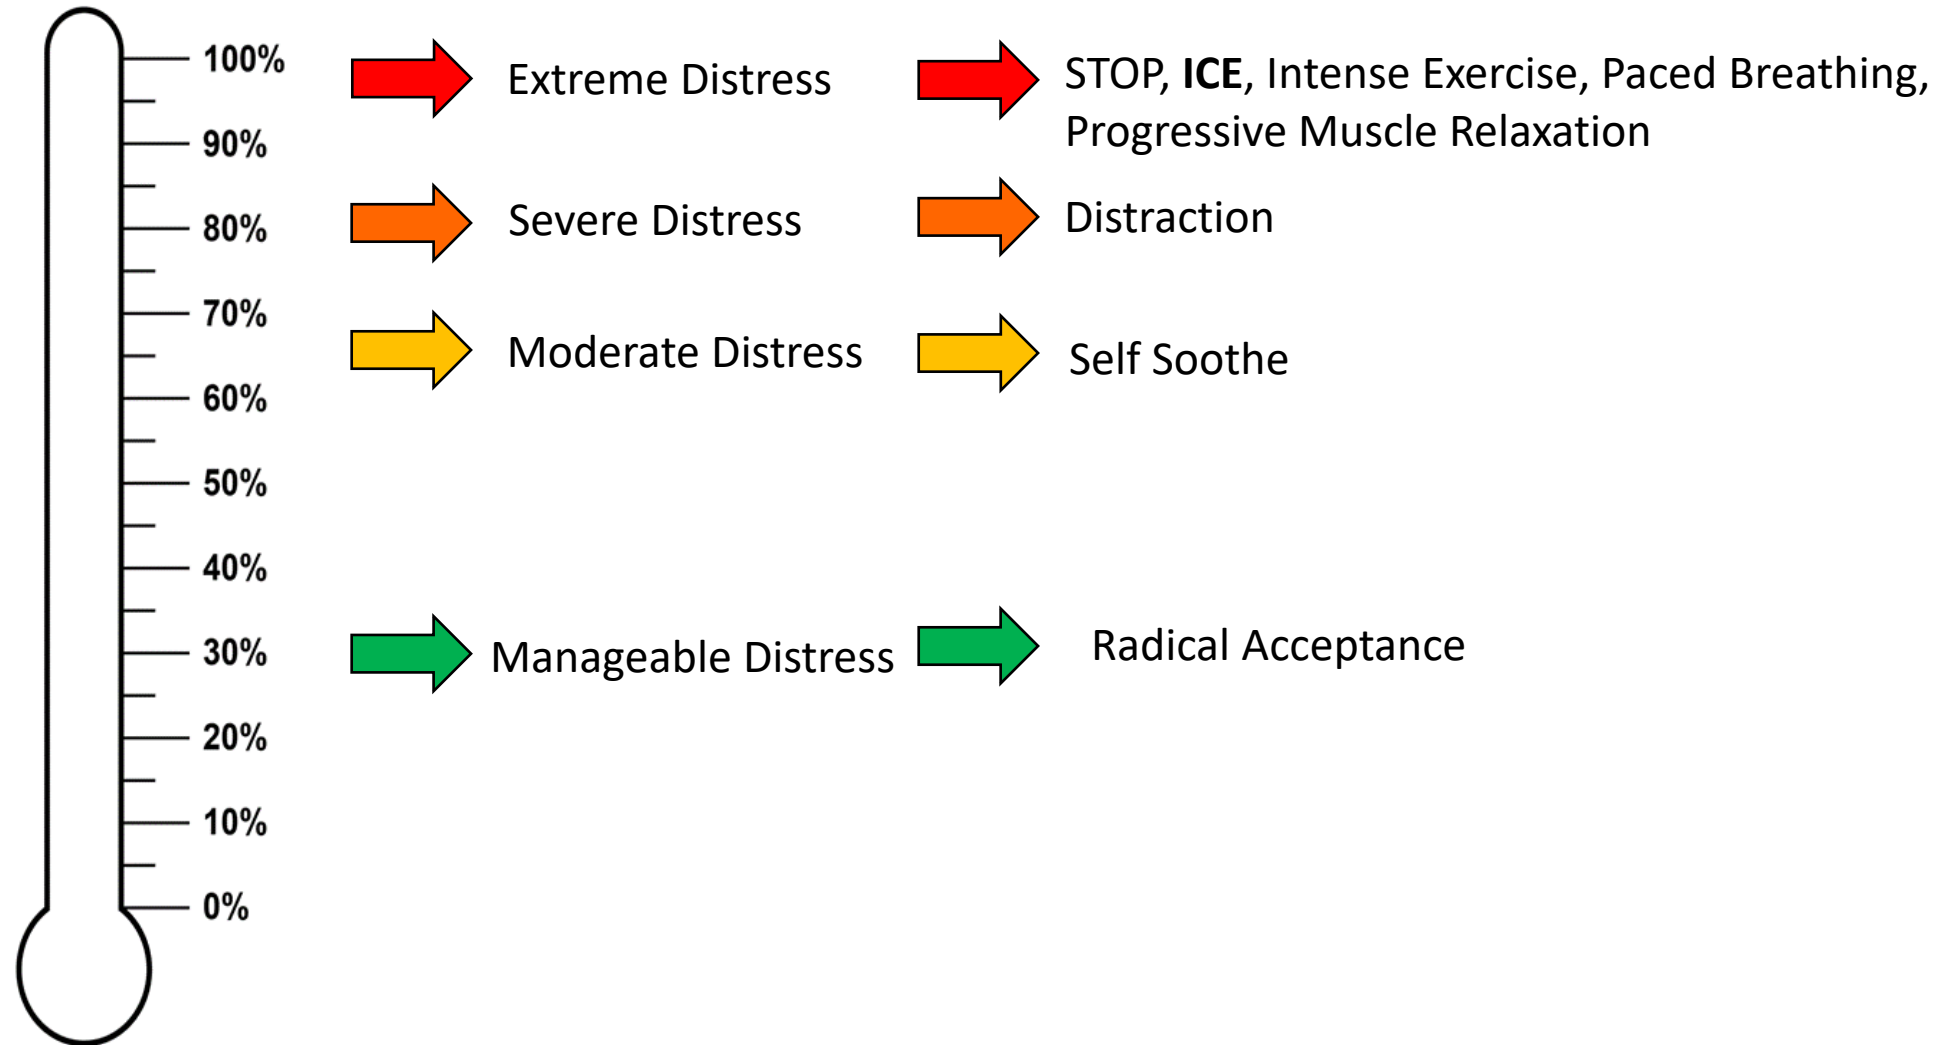 100%
Extreme Distress
STOP, ICE, Intense Exercise, Paced Breathing,
Progressive Muscle Relaxation
90%
80%
Severe Distress
Distraction
70%
Moderate Distress
Self Soothe
60%
50%
40%
30%
Manageable Distress
Radical Acceptance
20%
10%
0%